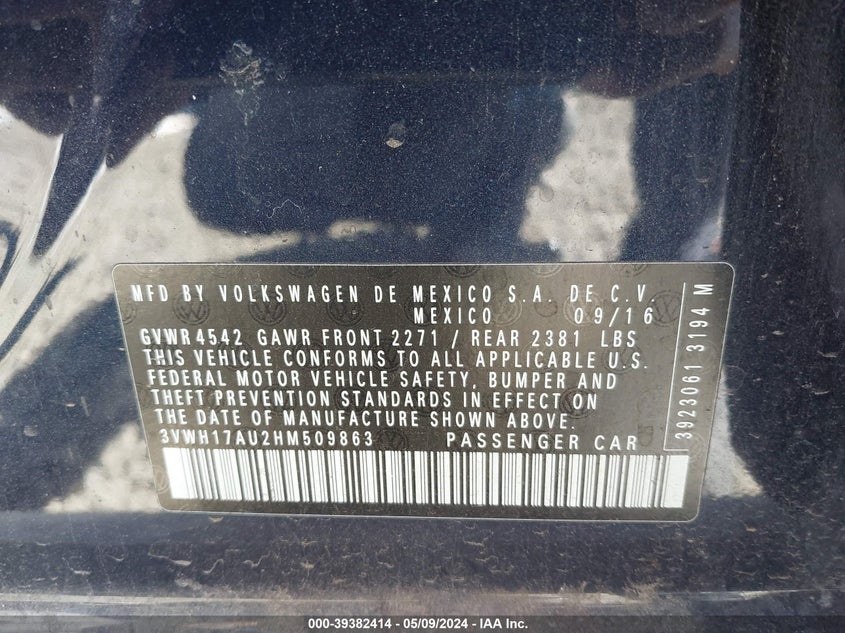 MFD BY VOLKSWAGEN DE MEXICO S.A. DE C.V.
MEXICO 09/16
GVWR 4542 GAWR FRONT 2271 / REAR 2381 LBS
THIS VEHICLE CONFORMS TO ALL APPLICABLE U.S.
FEDERAL MOTOR VEHICLE SAFETY, BUMPER AND
THEFT PREVENTION STANDARDS IN EFFECT ON
THE DATE OF MANUFACTURE SHOWN ABOVE.
3VWH17AU2HM509863 PASSENGER CAR
3923061 3194 M
000-39382414 - 05/09/2024 - IAA Inc.